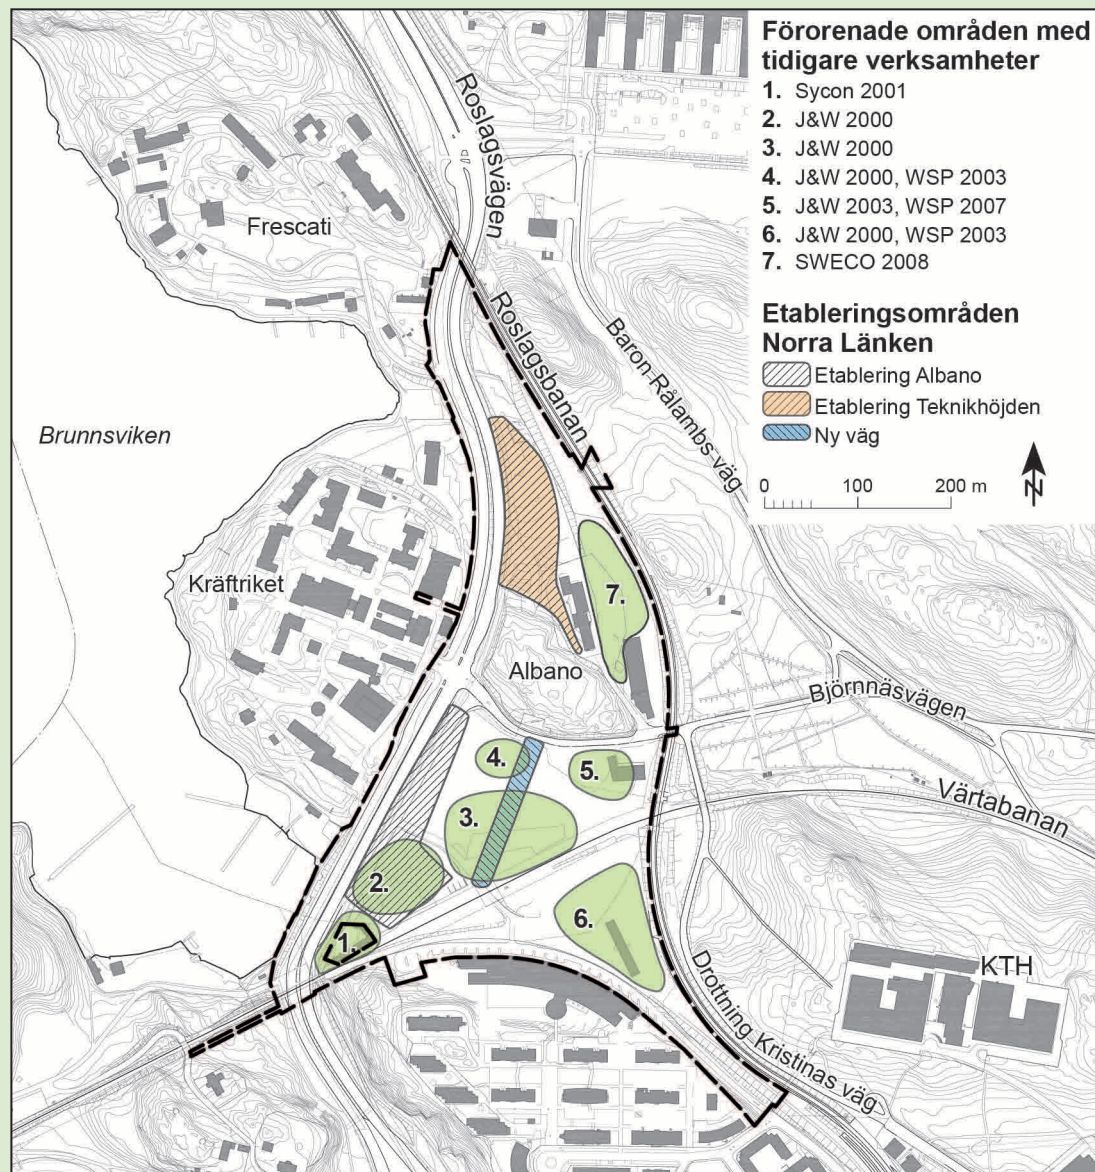 Förorenade områden med
tidigare verksamheter
1. Sycon 2001
2. J&W 2000
3. J&W 2000
4. J&W 2000, WSP 2003
5. J&W 2003, WSP 2007
6. J&W 2000, WSP 2003
7. SWECO 2008
Etableringsområden
Norra Länken
Etablering Albano
Etablering Teknikhöjden
Ny väg
0 100 200 m
N
Roslagsvägen
Frescati
Roslagsbanan
Baron Rålambs väg
Brunnsviken
Kräftriket
7.
Albano
Björnnäsvägen
4.
5.
Värtabanan
3.
2.
6.
1.
KTH
Drottning Kristinas väg